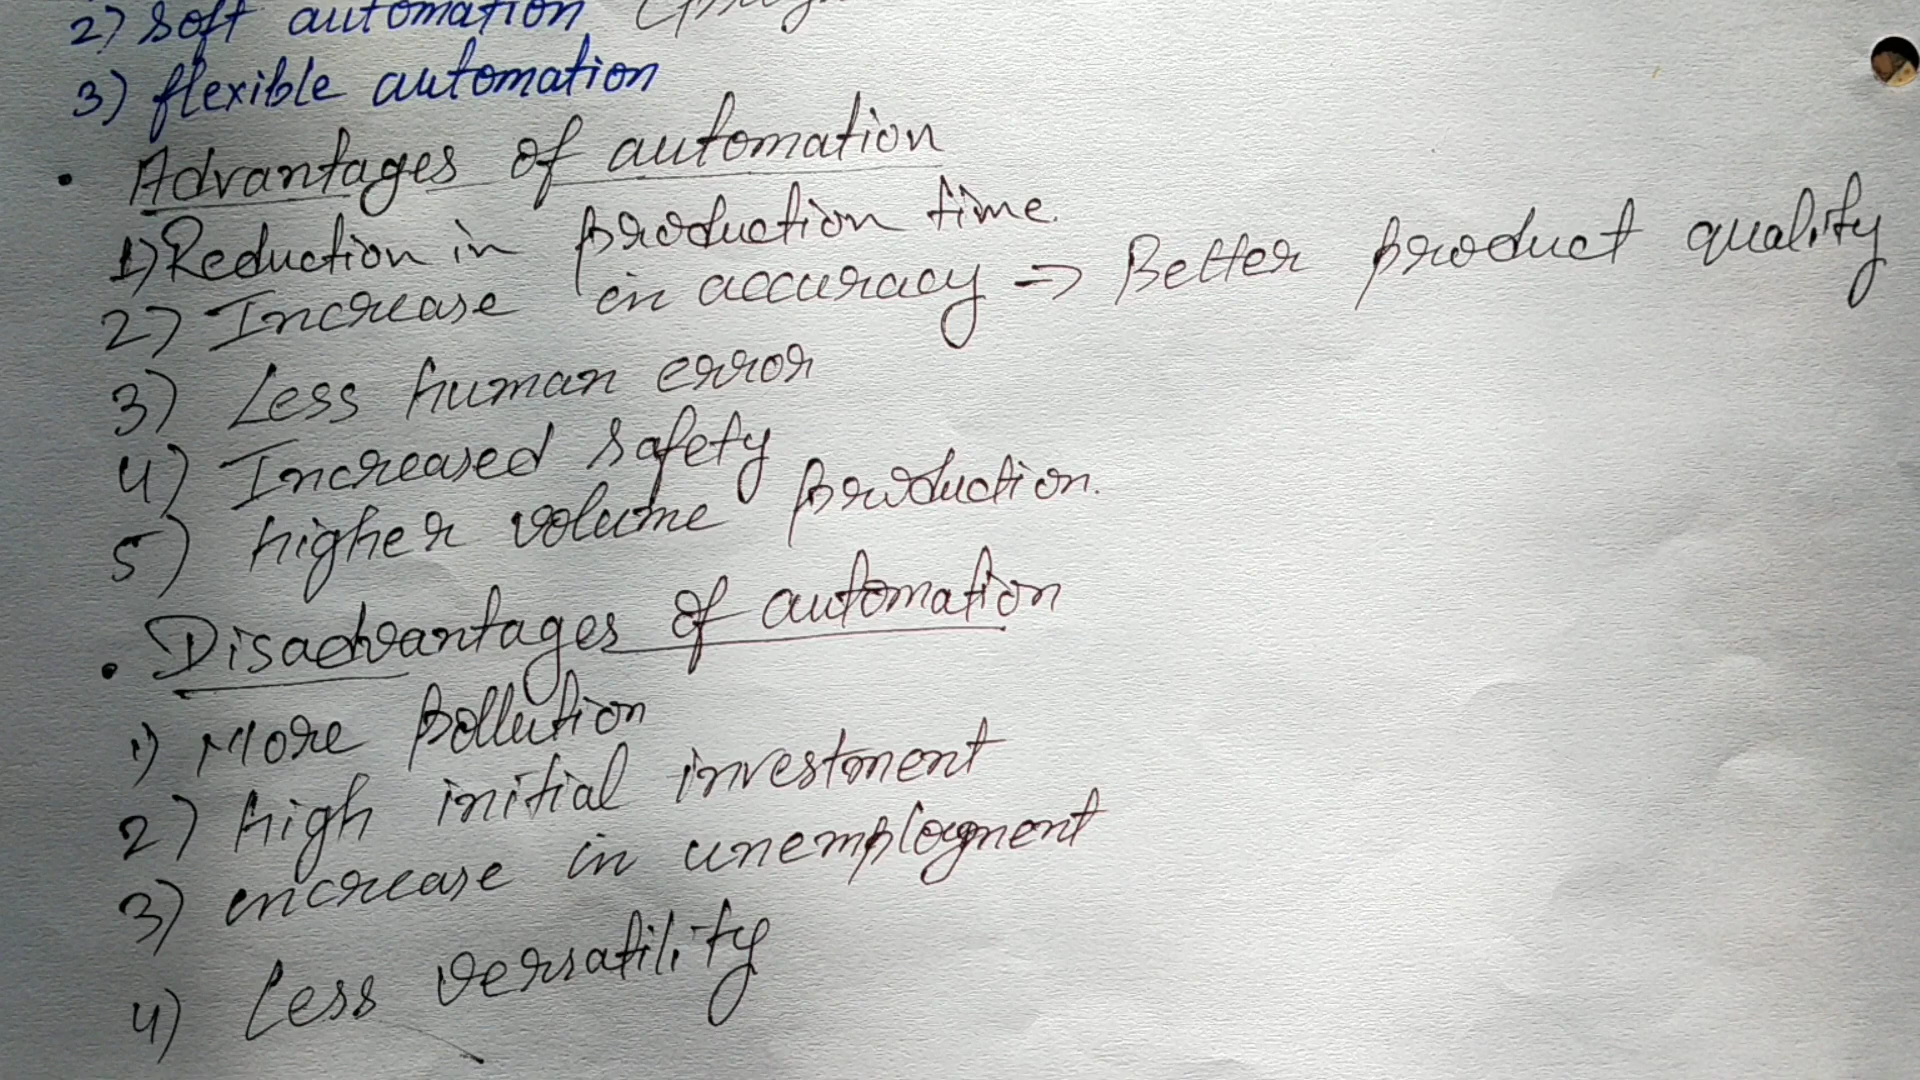 2) Soft automation
3) flexible automation
• Advantages of automation
1) Reduction in production time.
2) Increase in accuracy => Better product quality
3) Less human error
4) Increased safety
5) higher volume production.
• Disadvantages of automation
1) More pollution
2) high initial investment
3) increase in unemployment
4) Less versatility